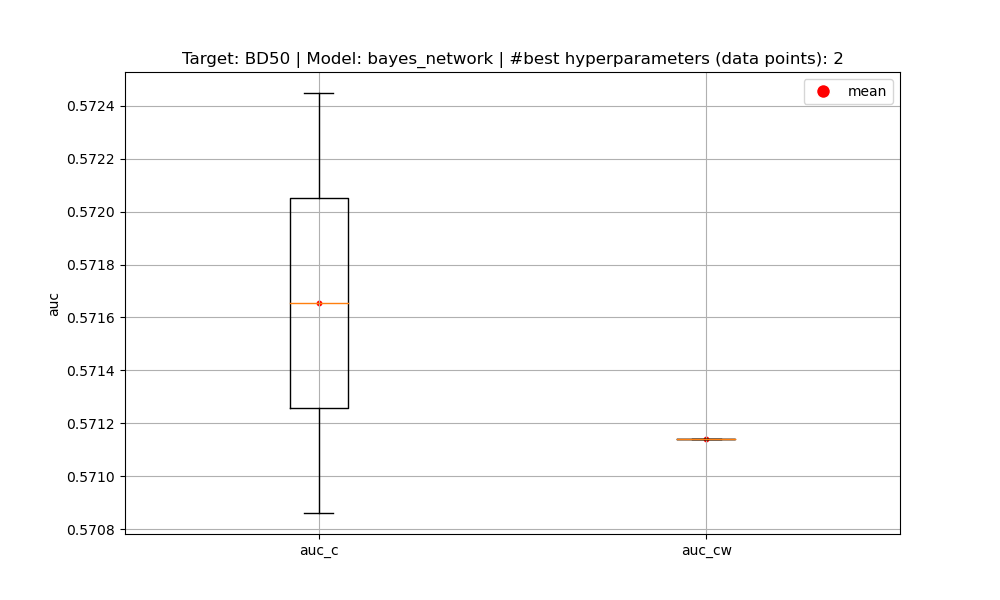 Target: BD50 | Model: bayes_network | #best hyperparameters (data points): 2
mean
0.5724
0.5722
0.5720
0.5718
0.5716
0.5714
0.5712
0.5710
0.5708
auc
auc_c
auc_cw